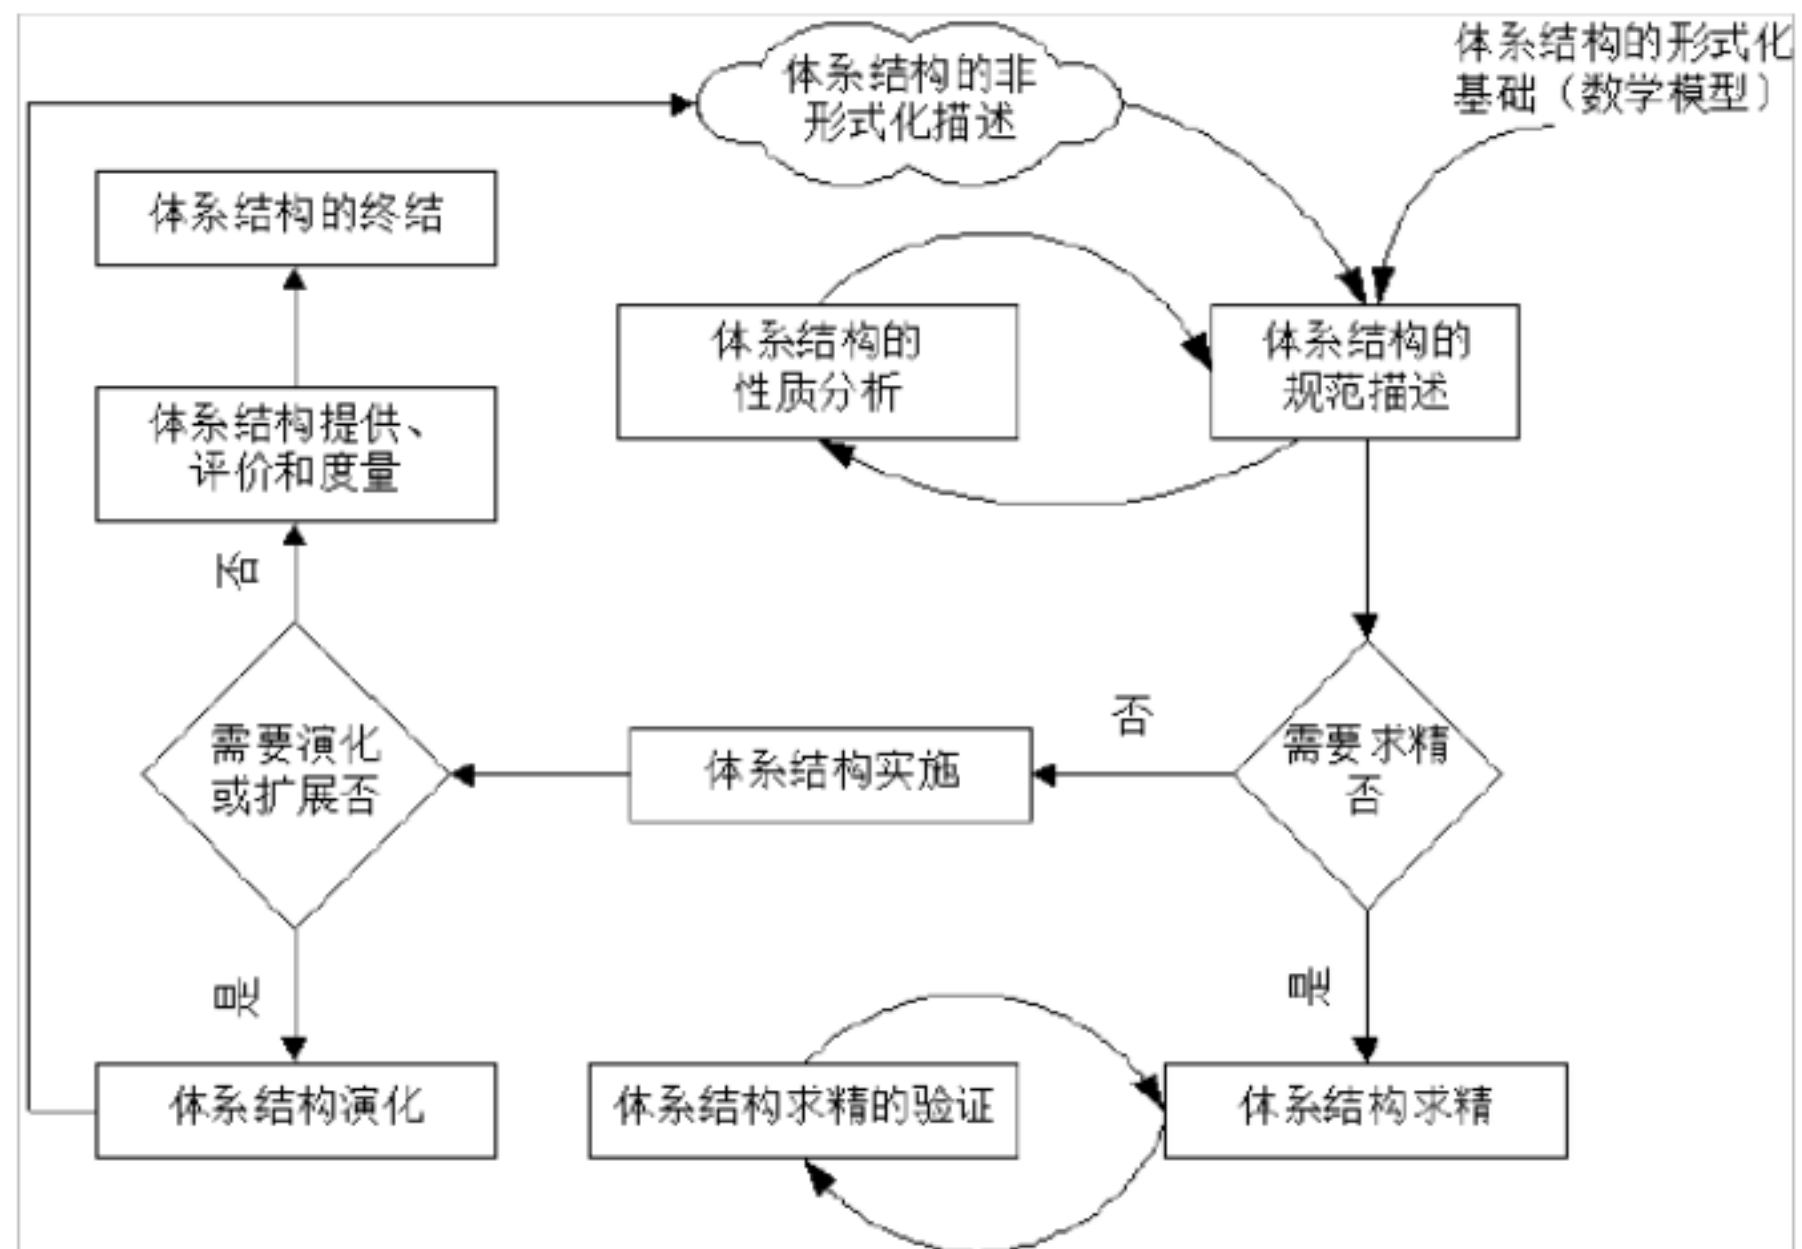 体系结构的非
形式化描述
体系结构的形式化
基础（数学模型）
体系结构的终结
体系结构的
性质分析
体系结构的
规范描述
体系结构提供、
评价和度量
否
需要演化
或扩展否
体系结构实施
否
需要求精
否
是
是
体系结构演化
体系结构求精的验证
体系结构求精